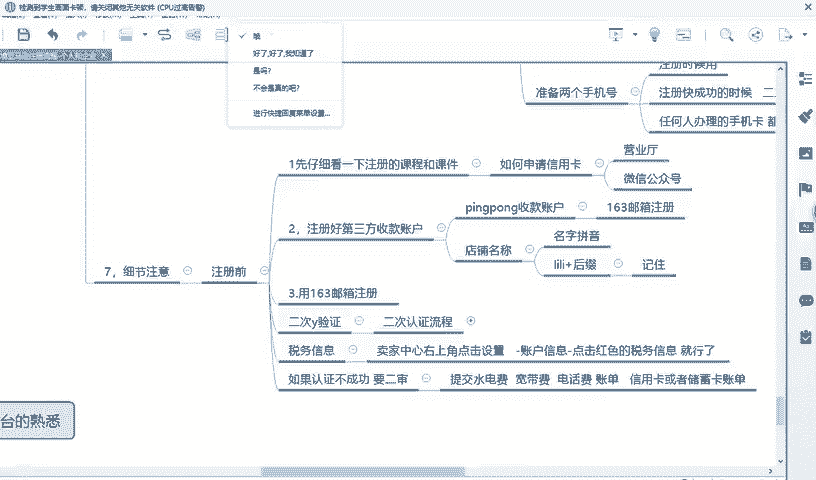 检测到学生画面卡顿，请关闭其他无关软件 (CPU过高告警)
哦
好了,好了,我知道了
是吗?
不会是真的吧?
进行快捷回复菜单设置...
注册时候用
准备两个手机号
注册快成功的时候 二
任何人办理的手机卡 都
1先仔细看一下注册的课程和课件
如何申请信用卡
营业厅
微信公众号
2，注册好第三方收款账户
pingpong收款账户
163邮箱注册
店铺名称
名字拼音
lili+后缀
记住
7，细节注意
注册前
3.用163邮箱注册
二次y验证
二次认证流程
税务信息
卖家中心右上角点击设置 -账户信息-点击红色的税务信息 就行了
如果认证不成功 要二审
提交水电费 宽带费 电话费 账单 信用卡或者储蓄卡账单
台的熟悉